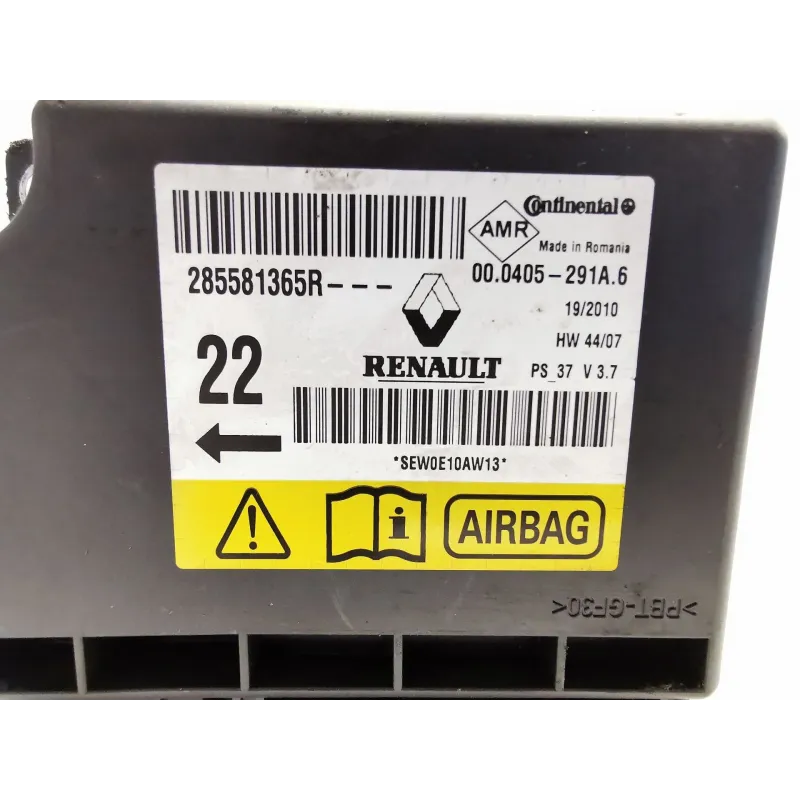 Continental
AMR
Made in Romania
285581365R---
00.0405-291A.6
19/2010
HW 44/07
22
RENAULT
PS_37 V 3.7
*SEW0E10AW13*
i
AIRBAG
>PBT-GF30<